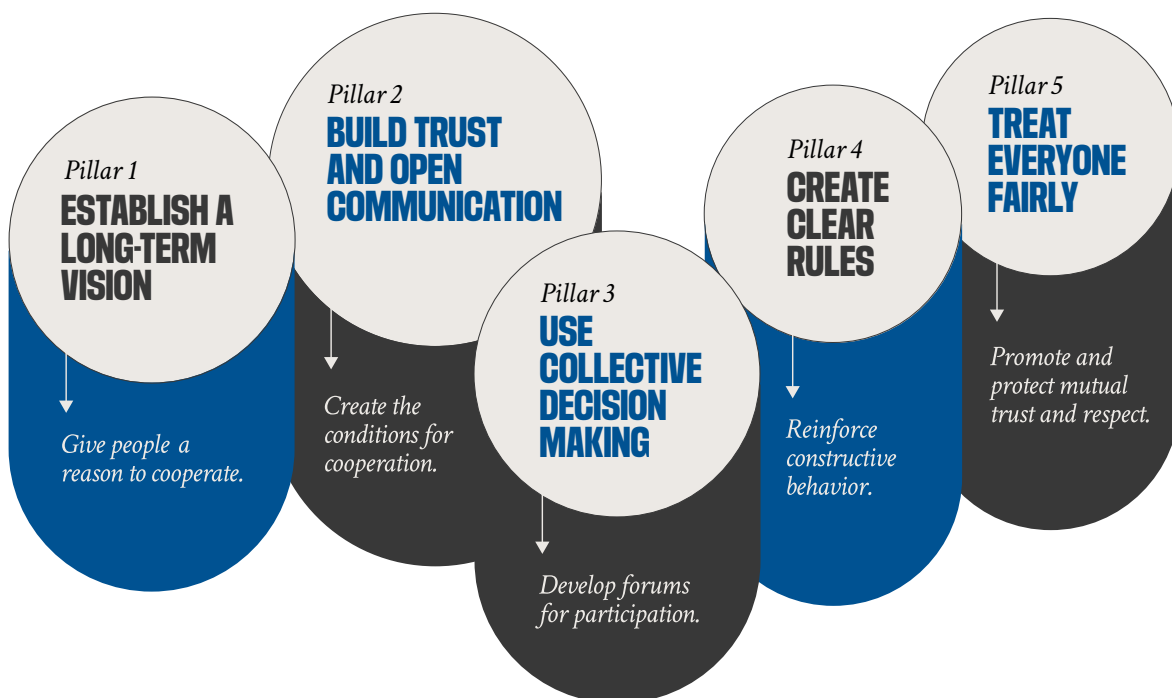 Pillar 1
ESTABLISH A
LONG-TERM
VISION
Give people a
reason to cooperate.
Pillar 2
BUILD TRUST
AND OPEN
COMMUNICATION
Create the
conditions for
cooperation.
Pillar 3
USE
COLLECTIVE
DECISION
MAKING
Develop forums
for participation.
Pillar 4
CREATE
CLEAR
RULES
Reinforce
constructive
behavior.
Pillar 5
TREAT
EVERYONE
FAIRLY
Promote and
protect mutual
trust and respect.